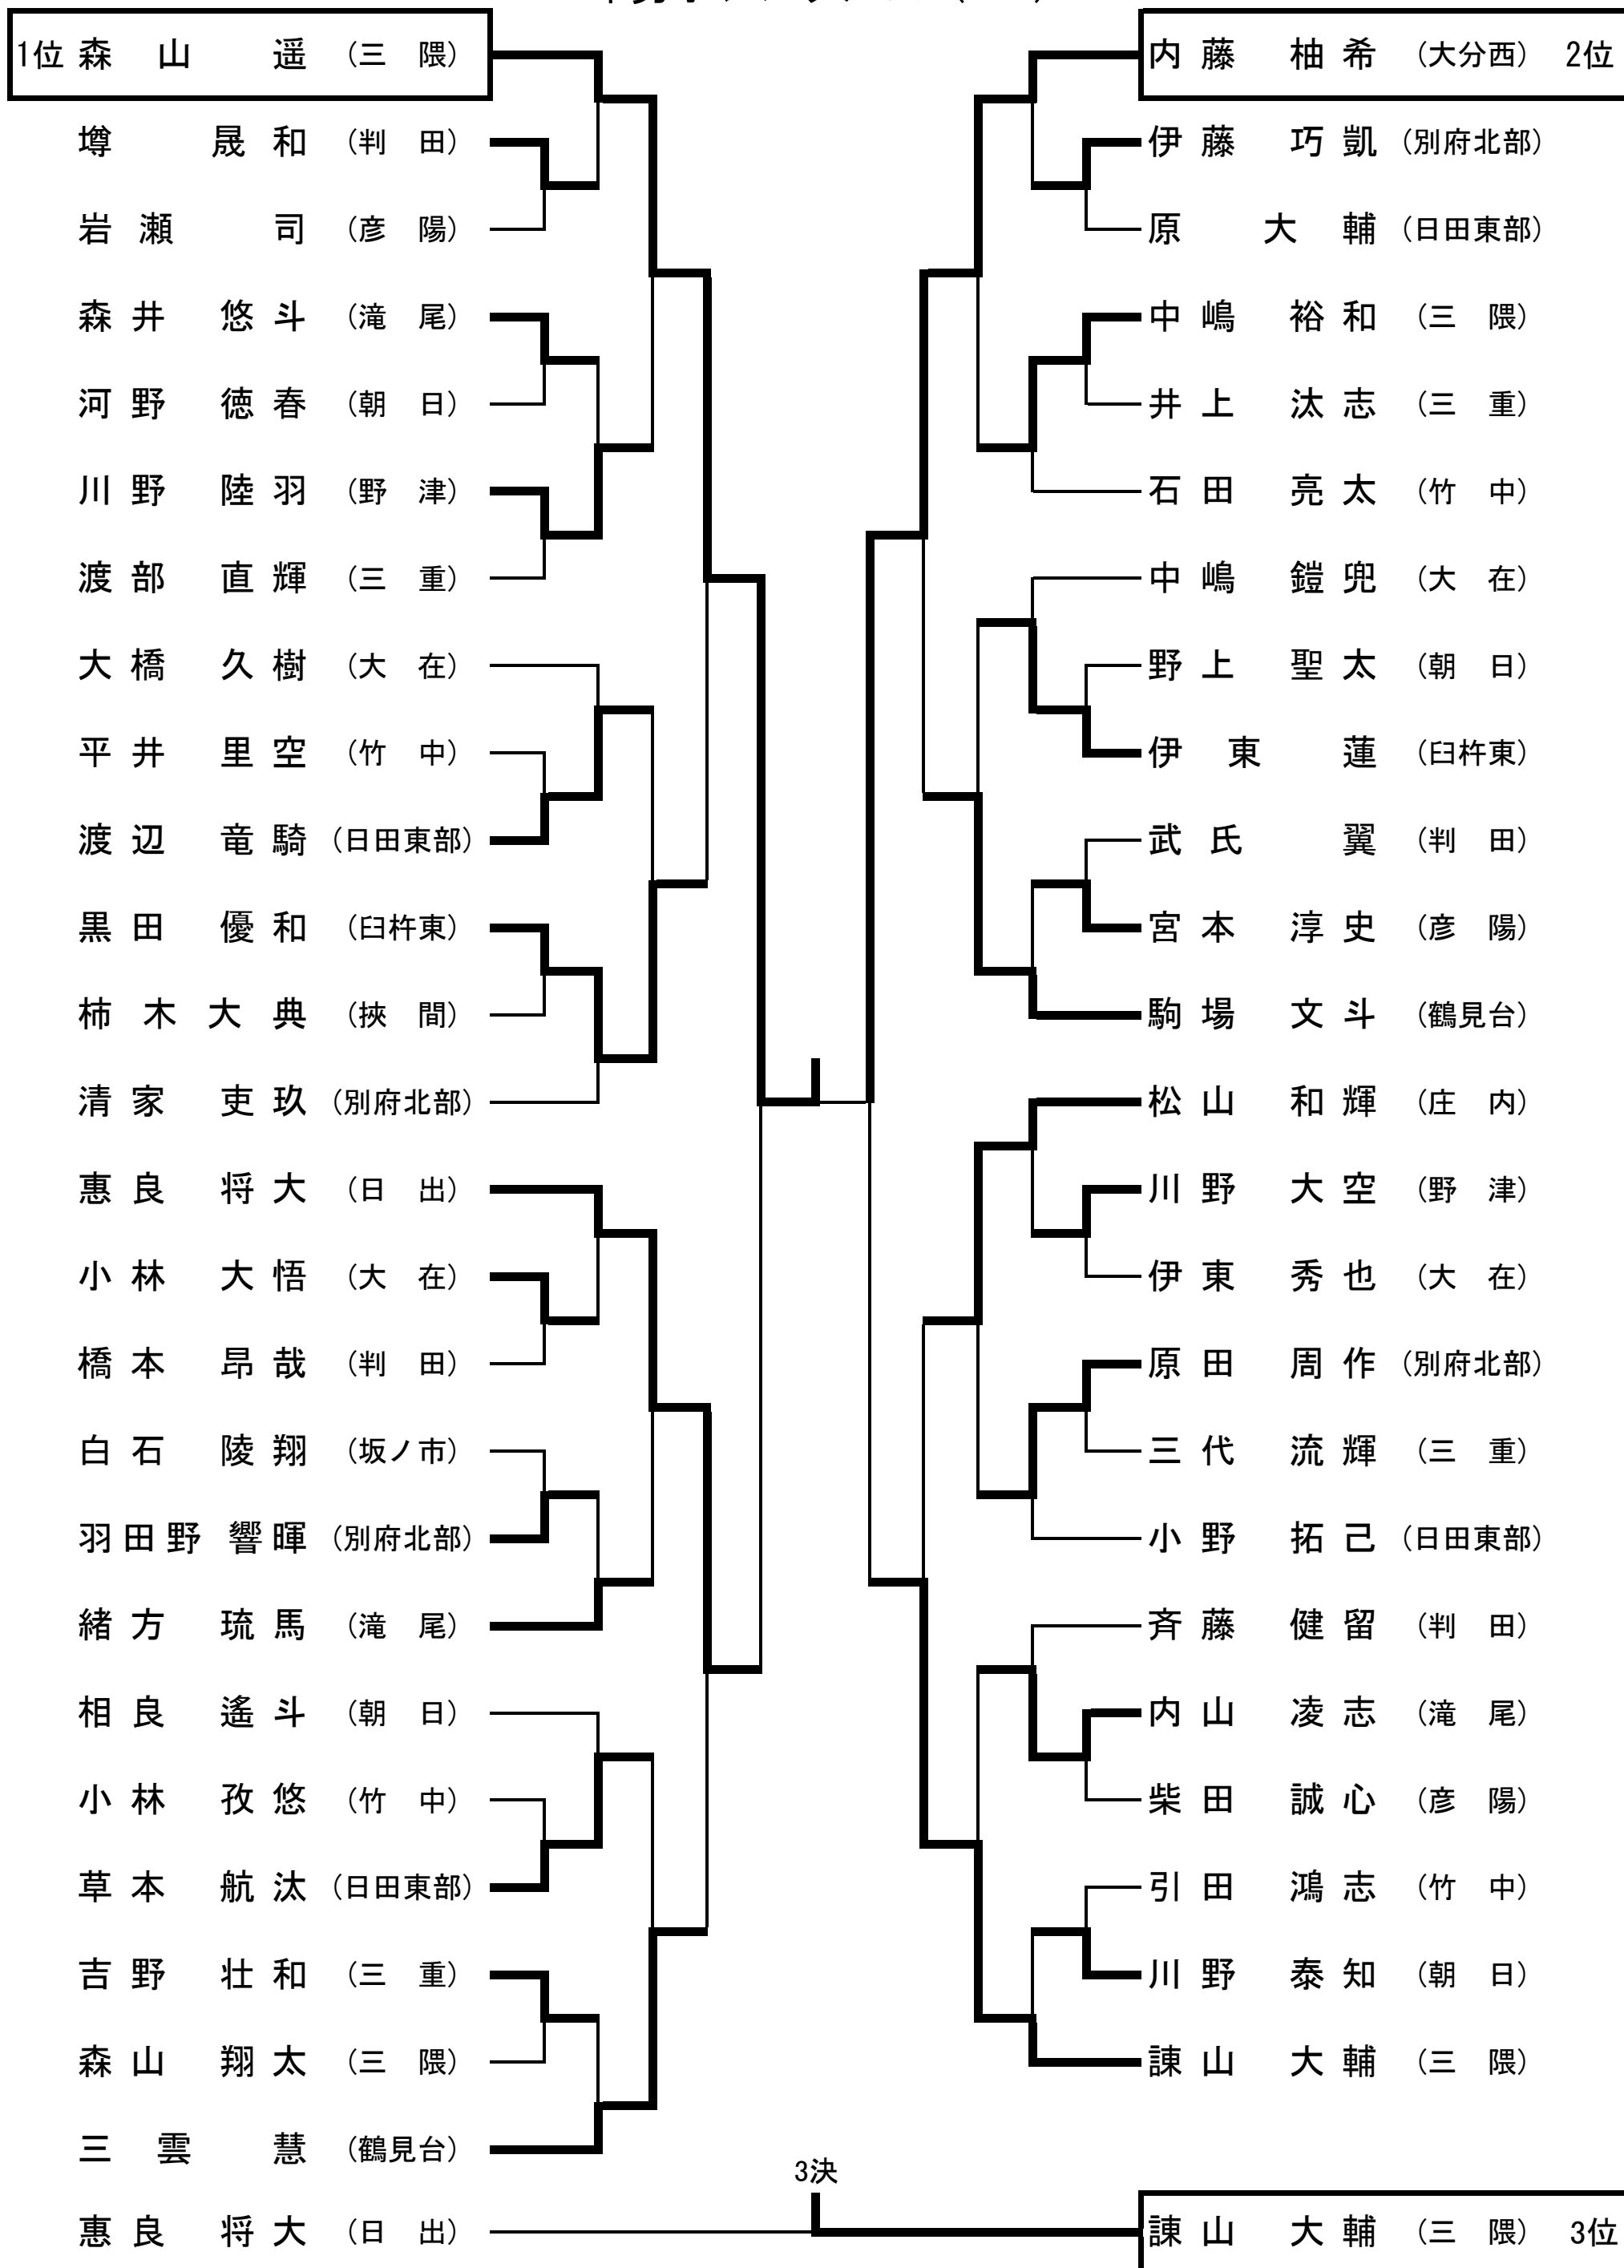 1位 森山 遥 (三 隈)
墫 晟和 (判 田)
岩瀬 司 (彦 陽)
森井 悠斗 (滝 尾)
河野 徳春 (朝 日)
川野 陸羽 (野 津)
渡部 直輝 (三 重)
大橋 久樹 (大 在)
平井 里空 (竹 中)
渡辺 竜騎 (日田東部)
黒田 優和 (臼杵東)
柿木大典 (挾 間)
清家 吏玖 (別府北部)
惠良 将大 (日 出)
小林 大悟 (大 在)
橋本 昂哉 (判 田)
白石 陵翔 (坂ノ市)
羽田野 響暉 (別府北部)
緒方 琉馬 (滝 尾)
相良 遙斗 (朝 日)
小林 孜悠 (竹 中)
草本 航汰 (日田東部)
吉野 壮和 (三 重)
森山 翔太 (三 隈)
三雲 慧 (鶴見台)
内藤 柚希 (大分西) 2位
伊藤 巧凱 (別府北部)
原 大輔 (日田東部)
中嶋 裕和 (三 隈)
井上 汰志 (三 重)
石田 亮太 (竹 中)
中嶋 鎧兜 (大 在)
野上 聖太 (朝 日)
伊東 蓮 (臼杵東)
武氏 翼 (判 田)
宮本 淳史 (彦 陽)
駒場 文斗 (鶴見台)
松山 和輝 (庄 内)
川野 大空 (野 津)
伊東 秀也 (大 在)
原田 周作 (別府北部)
三代 流輝 (三 重)
小野 拓己 (日田東部)
斉藤 健留 (判 田)
内山 凌志 (滝 尾)
柴田 誠心 (彦 陽)
引田 鴻志 (竹 中)
川野 泰知 (朝 日)
諌山 大輔 (三 隈)
3決
惠良 将大 (日 出)
諌山 大輔 (三 隈) 3位